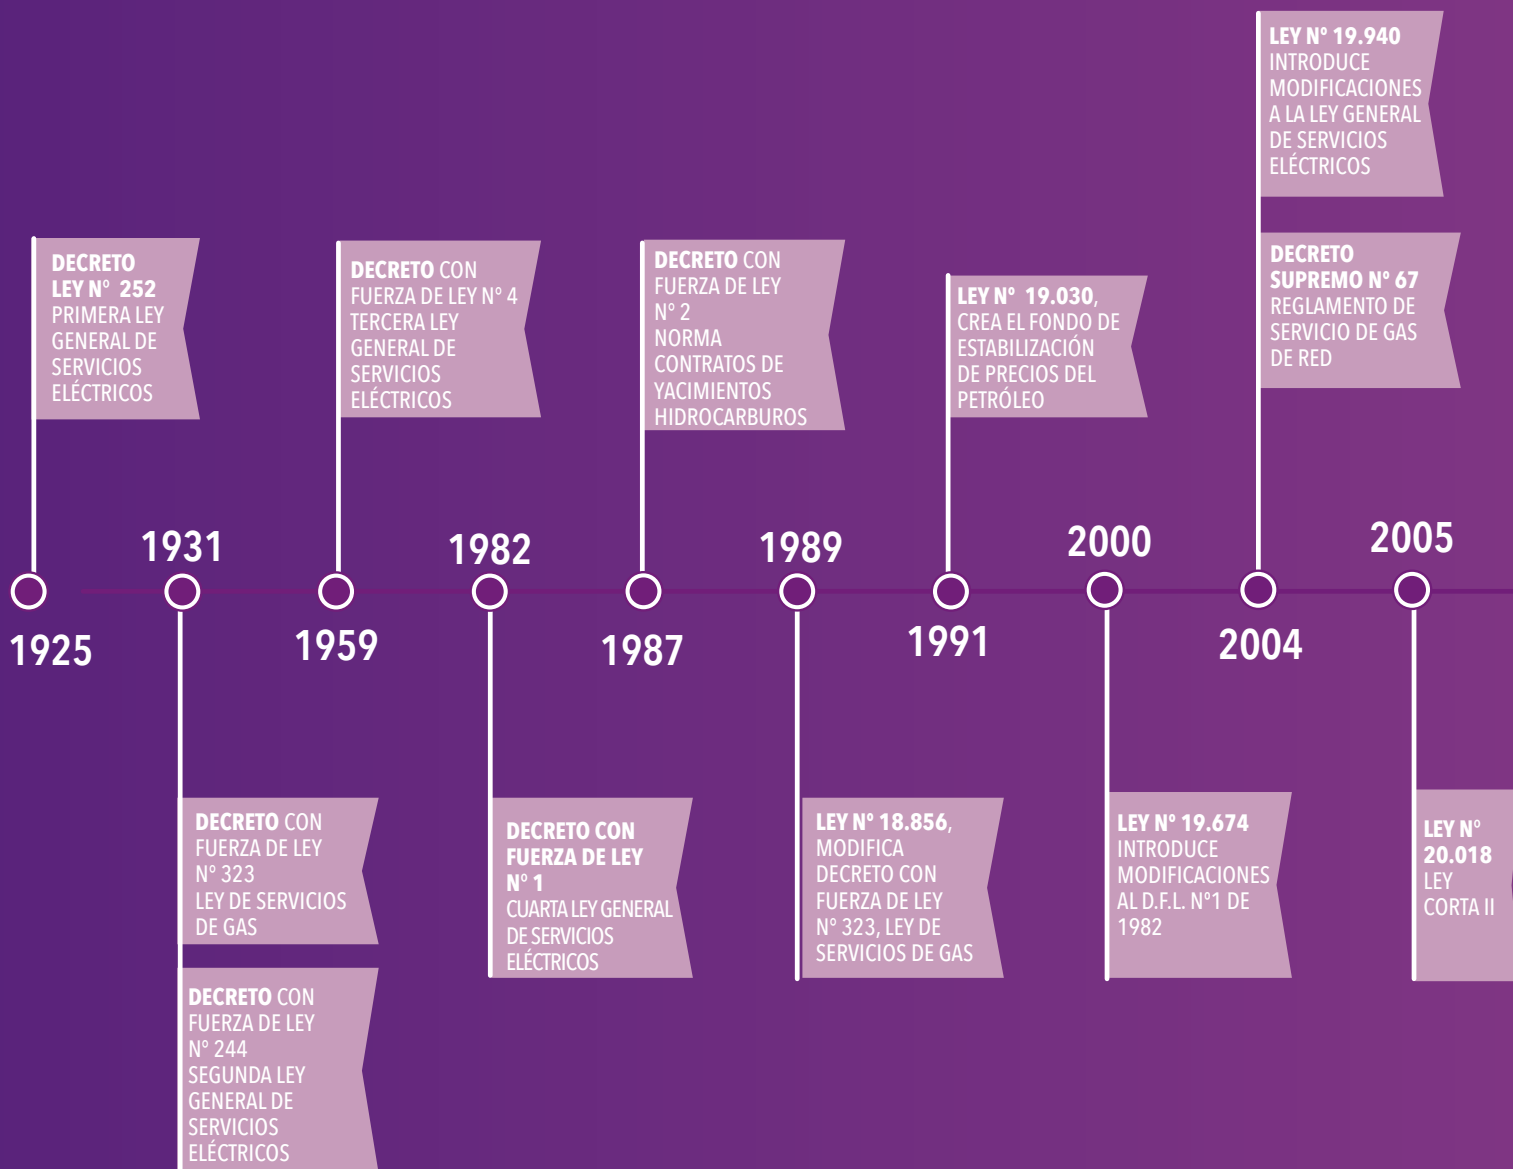 LEY Nº 19.940
INTRODUCE
MODIFICACIONES
A LA LEY GENERAL
DE SERVICIOS
ELÉCTRICOS
DECRETO
LEY Nº 252
PRIMERA LEY
GENERAL DE
SERVICIOS
ELÉCTRICOS
DECRETO CON
FUERZA DE LEY N° 4
TERCERA LEY
GENERAL DE
SERVICIOS
ELÉCTRICOS
DECRETO CON
FUERZA DE LEY
N° 2
NORMA
CONTRATOS DE
YACIMIENTOS
HIDROCARBUROS
LEY Nº 19.030,
CREA EL FONDO DE
ESTABILIZACIÓN
DE PRECIOS DEL
PETRÓLEO
DECRETO
SUPREMO Nº 67
REGLAMENTO DE
SERVICIO DE GAS
DE RED
1931
1982
1989
2000
2005
1925
1959
1987
1991
2004
DECRETO CON
FUERZA DE LEY
N° 323
LEY DE SERVICIOS
DE GAS
DECRETO CON
FUERZA DE LEY
N° 244
SEGUNDA LEY
GENERAL DE
SERVICIOS
ELÉCTRICOS
DECRETO CON
FUERZA DE LEY
N° 1
CUARTA LEY GENERAL
DE SERVICIOS
ELÉCTRICOS
LEY Nº 18.856,
MODIFICA
DECRETO CON
FUERZA DE LEY
N° 323, LEY DE
SERVICIOS DE GAS
LEY Nº 19.674
INTRODUCE
MODIFICACIONES
AL D.F.L. N°1 DE
1982
LEY Nº
20.018
LEY
CORTA II